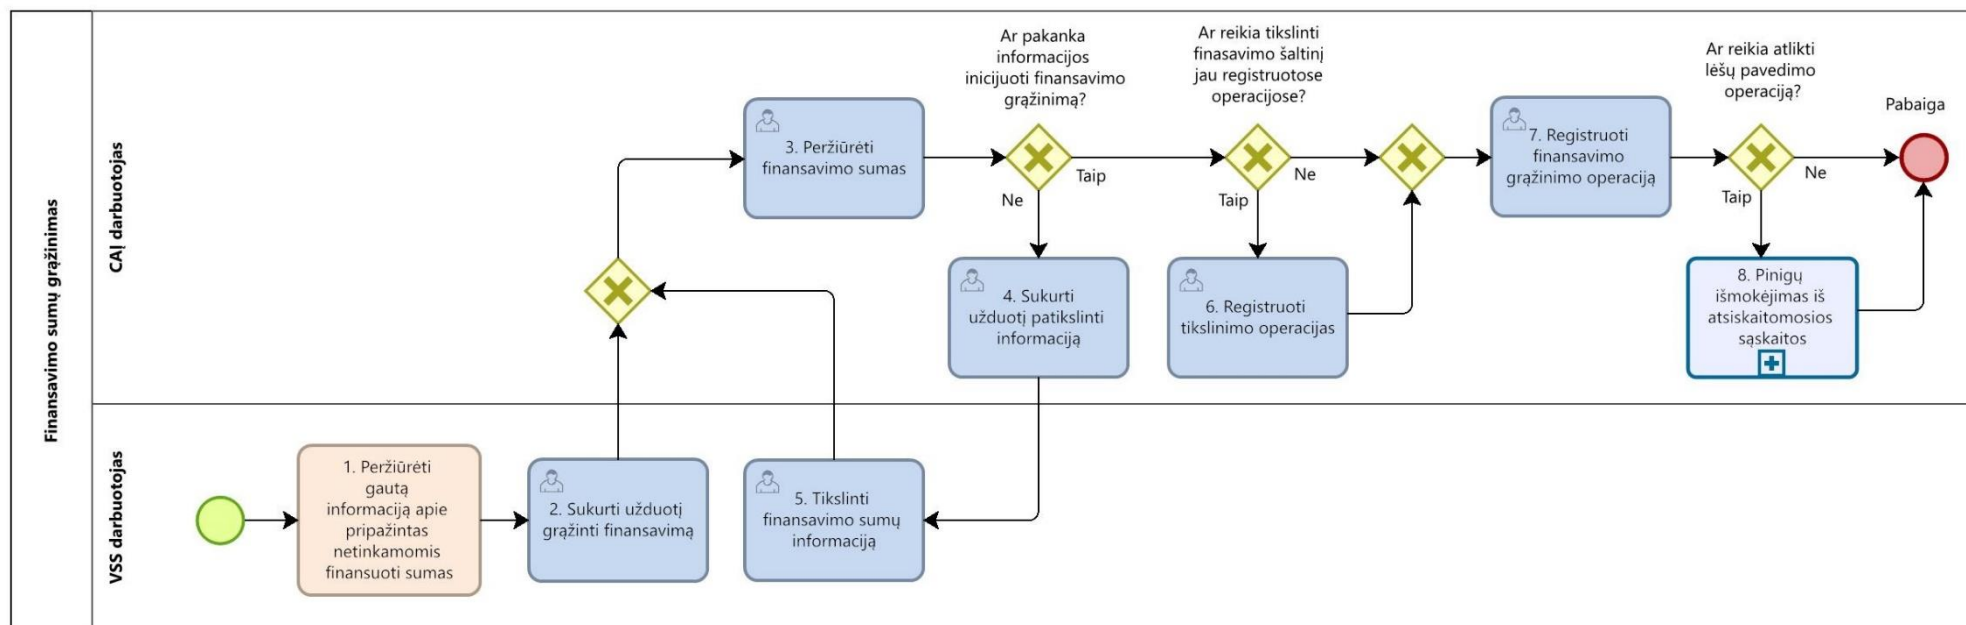 Finansavimo sumų grąžinimas
CAĮ darbuotojas
3. Peržiūrėti
finansavimo sumas
Ar pakanka
informacijos
inicijuoti finansavimo
grąžinimą?
Taip
Ne
4. Sukurti
užduotį patikslinti
informaciją
Ar reikia tikslinti
finasavimo šaltinį
jau registruotose
operacijose?
Ne
Taip
6. Registruoti
tikslinimo operacijas
7. Registruoti
finansavimo
grąžinimo operaciją
Ar reikia atlikti
lėšų pavedimo
operaciją?
Ne
Taip
8. Pinigų
išmokėjimas iš
atsiskaitomosios
sąskaitos
Pabaiga
VSS darbuotojas
1. Peržiūrėti
gautą
informaciją apie
pripažintas
netinkamomis
finansuoti sumas
2. Sukurti užduotį
grąžinti finansavimą
5. Tikslinti
finansavimo sumų
informaciją